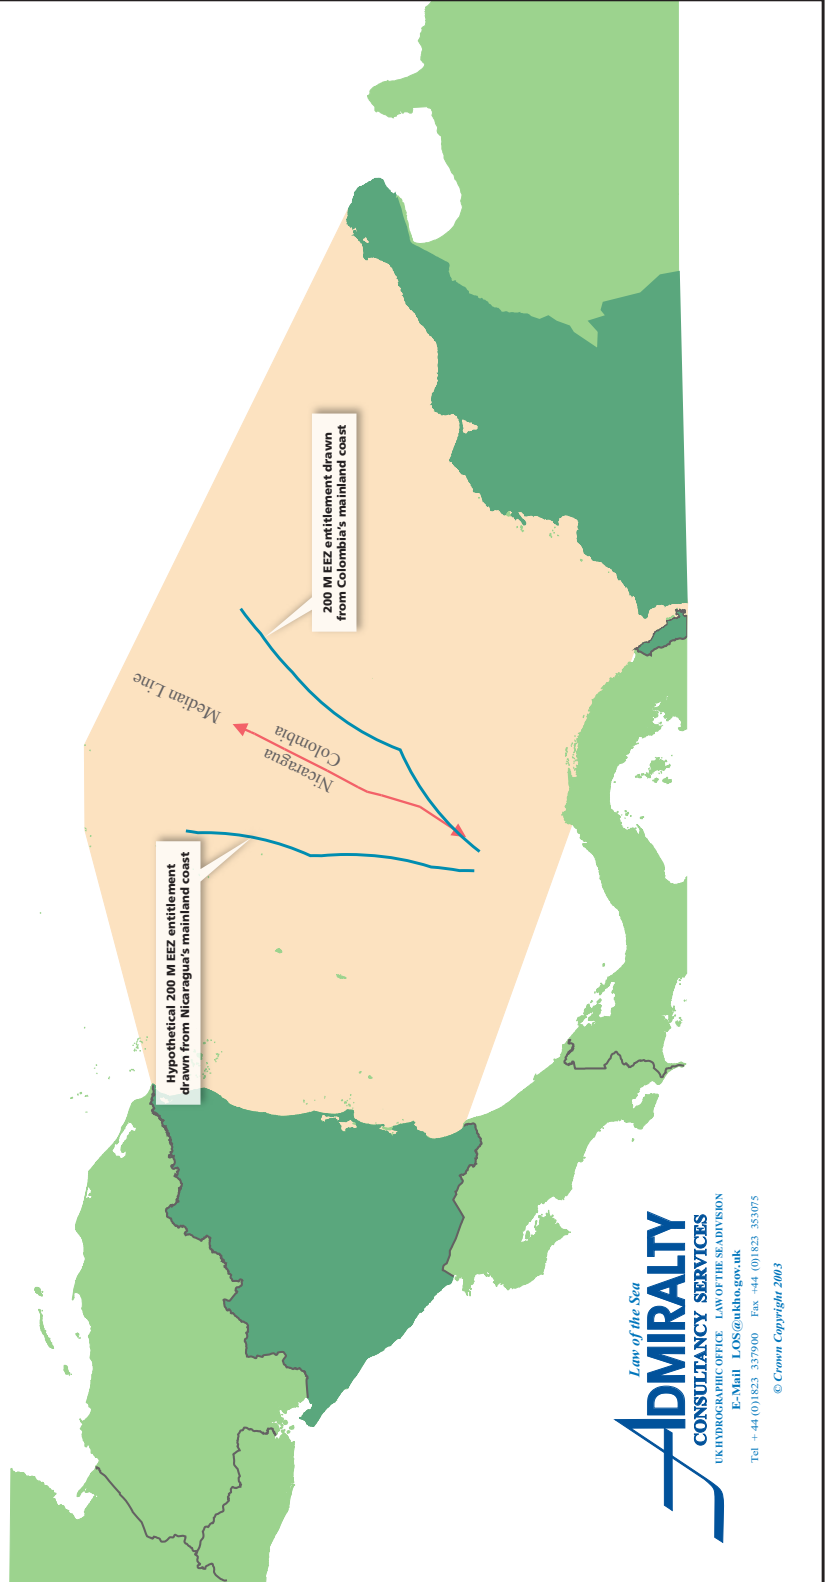 Hypothetical 200 M EEZ entitlement
drawn from Nicaragua's mainland coast
Median Line
Nicaragua
Colombia
200 M EEZ entitlement drawn
from Colombia's mainland coast
Law of the Sea
ADMIRALTY
CONSULTANCY SERVICES
UK HYDROGRAPHIC OFFICE LAW OF THE SEA DIVISION
E-Mail LOS@ukho.gov.uk
Tel + 44 (0)1823 337900 Fax +44 (0)1823 353075
© Crown Copyright 2003